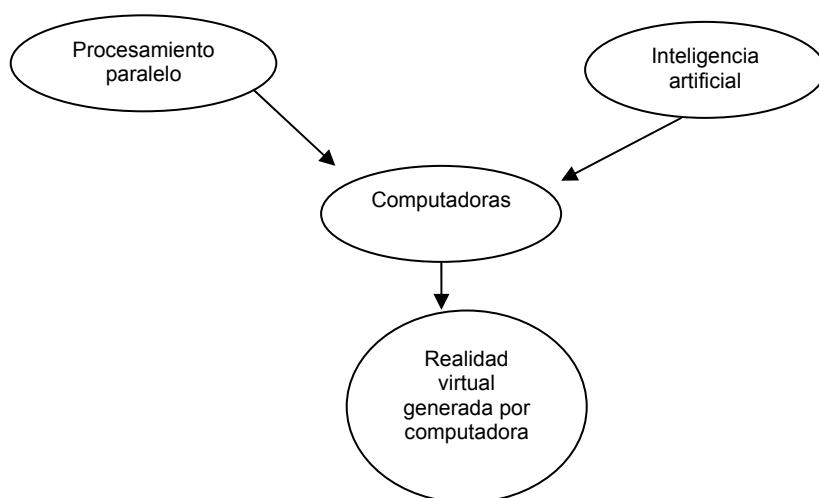 Procesamiento
paralelo
Inteligencia
artificial
Computadoras
Realidad
virtual
generada por
computadora